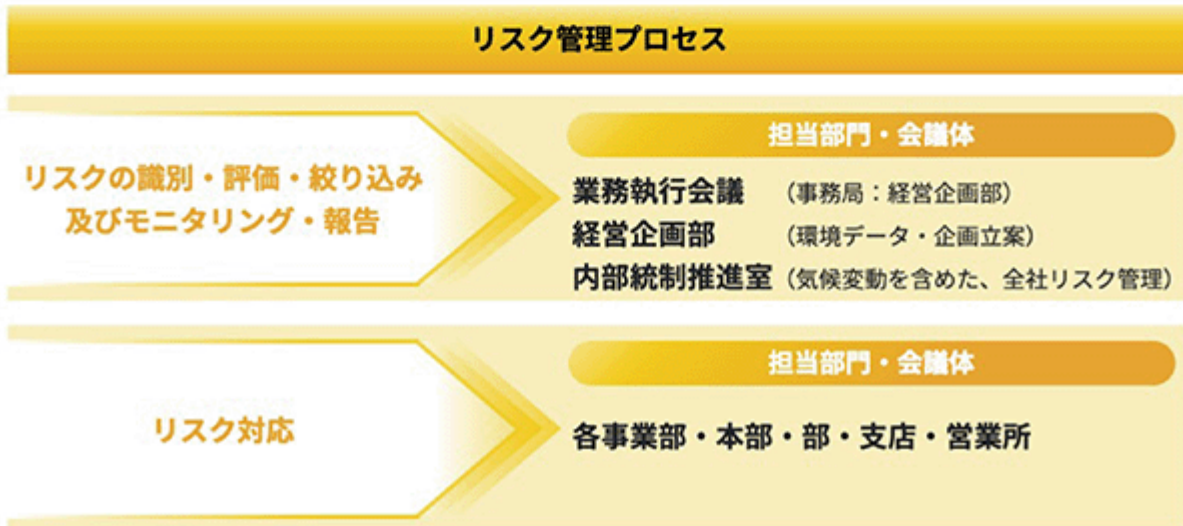 リスク管理プロセス
リスクの識別・評価・絞り込み
及びモニタリング・報告
担当部門・会議体
業務執行会議 （事務局：経営企画部）
経営企画部 （環境データ・企画立案）
内部統制推進室（気候変動を含めた、全社リスク管理）
リスク対応
担当部門・会議体
各事業部・本部・部・支店・営業所